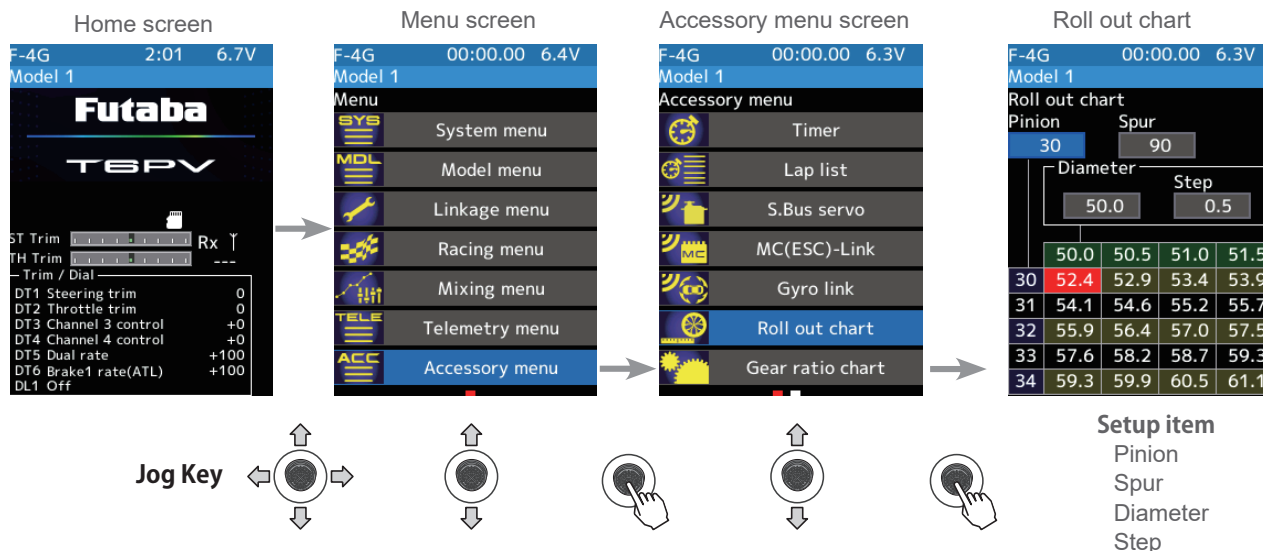 Home screen
Menu screen
Accessory menu screen
Roll out chart
F-4G 2:01 6.7V
Model 1
Futaba
T6PV
ST Trim
Rx
TH Trim
---
Trim / Dial
DT1 Steering trim 0
DT2 Throttle trim 0
DT3 Channel 3 control +0
DT4 Channel 4 control +0
DT5 Dual rate +100
DT6 Brake1 rate(ATL) +100
DL1 Off
F-4G 00:00.00 6.4V
Model 1
Menu
SYS System menu
MDL Model menu
Linkage menu
Racing menu
Mixing menu
TELE Telemetry menu
ACC Accessory menu
F-4G 00:00.00 6.3V
Model 1
Accessory menu
Timer
Lap list
S.Bus servo
MC MC(ESC)-Link
Gyro link
Roll out chart
Gear ratio chart
F-4G 00:00.00 6.3V
Model 1
Roll out chart
Pinion Spur
30 90
Diameter
Step
50.0 0.5
50.0 50.5 51.0 51.5
30 52.4 52.9 53.4 53.9
31 54.1 54.6 55.2 55.7
32 55.9 56.4 57.0 57.5
33 57.6 58.2 58.7 59.3
34 59.3 59.9 60.5 61.1
Jog Key
Setup item
Pinion
Spur
Diameter
Step